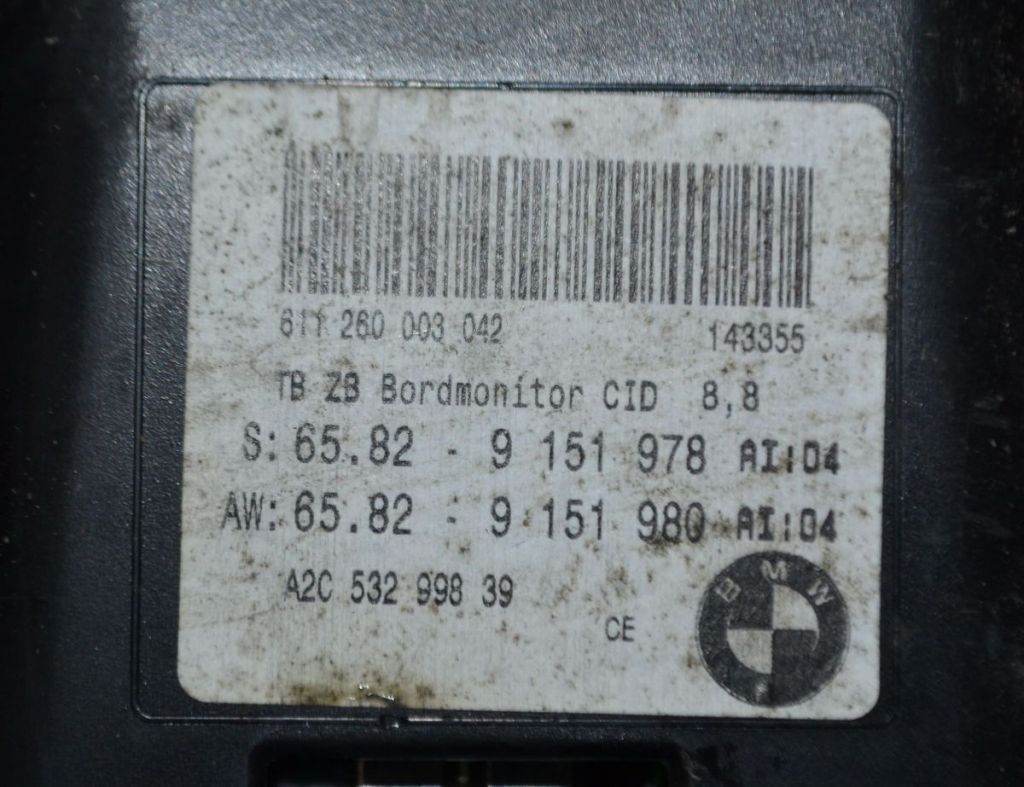 611 260 003 042 143355
TB ZB Bordmonitor CID 8,8
S: 65.82 - 9 151 978 AI:04
AW: 65.82 - 9 151 980 AI:04
A2C 532 998 39
CE
BMW